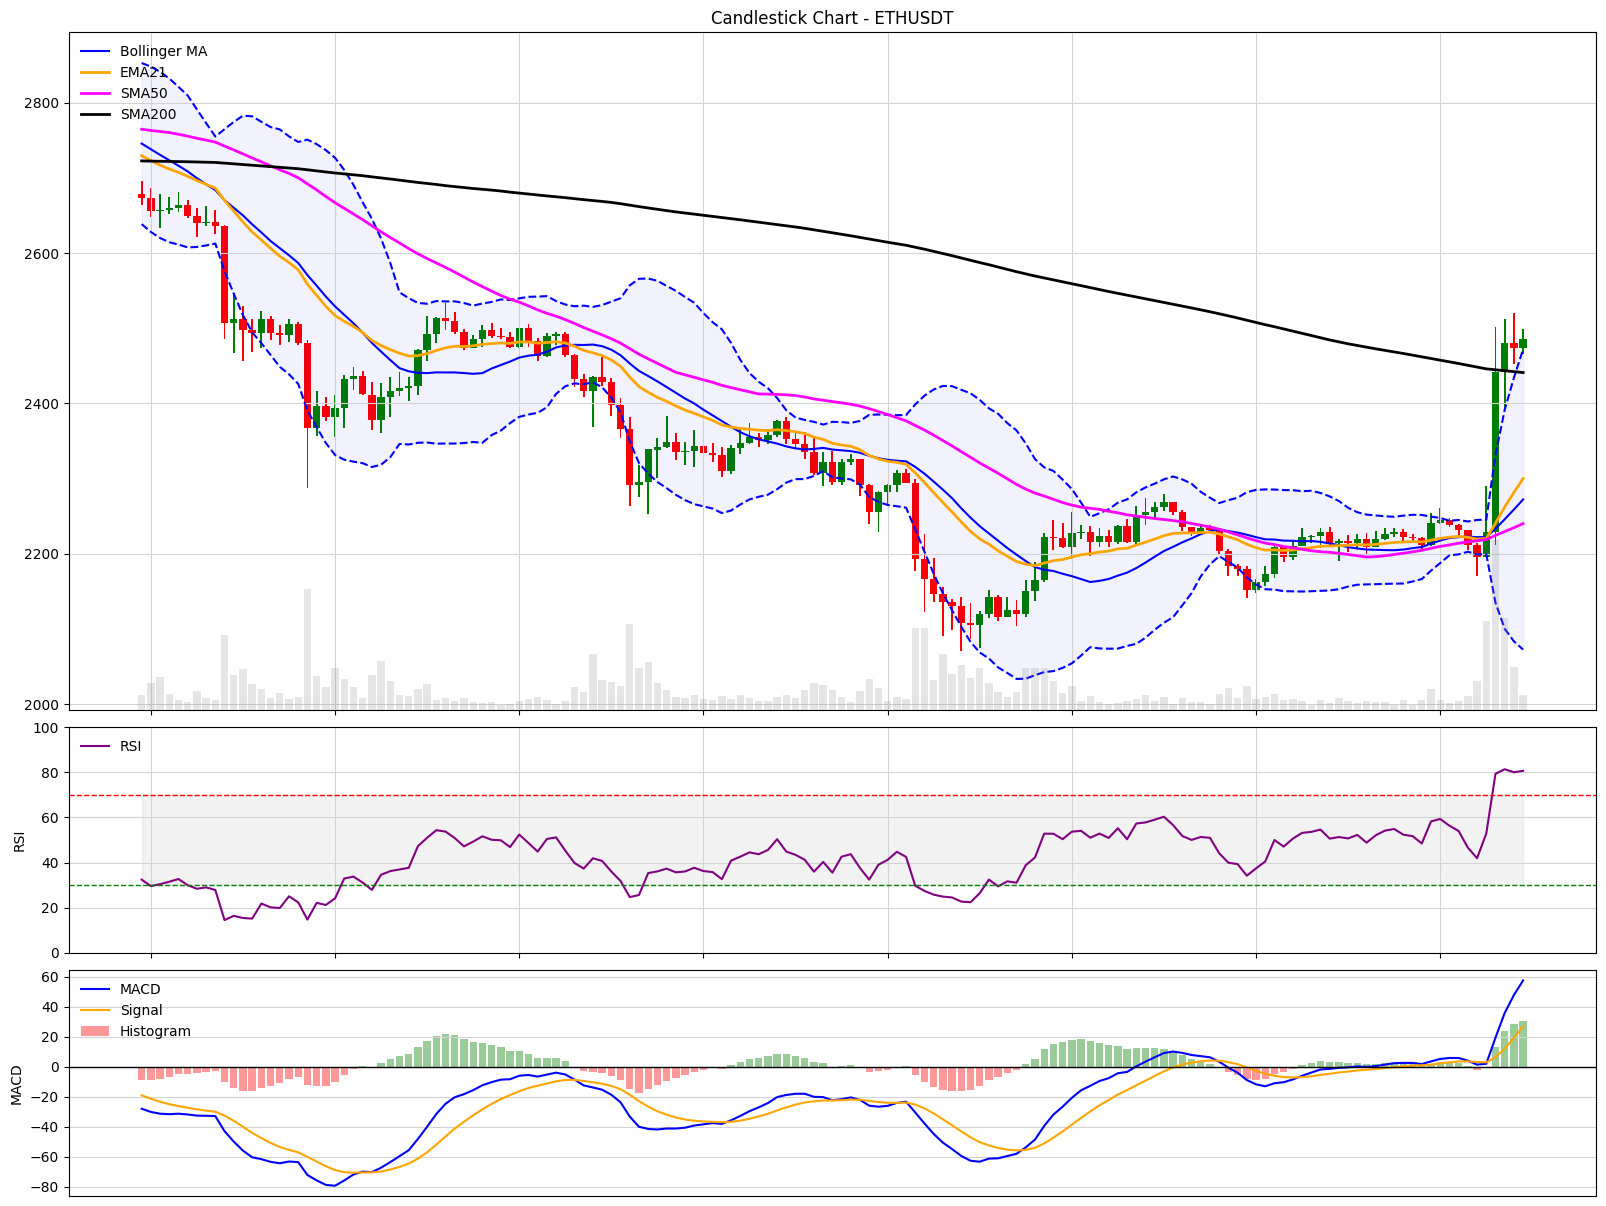 Candlestick Chart - ETHUSDT
Bollinger MA
EMA21
SMA50
SMA200
2800
2600
2400
2200
2000
100
80
60
40
20
0
RSI
RSI
60
40
20
0
−20
−40
−60
−80
MACD
MACD
Signal
Histogram